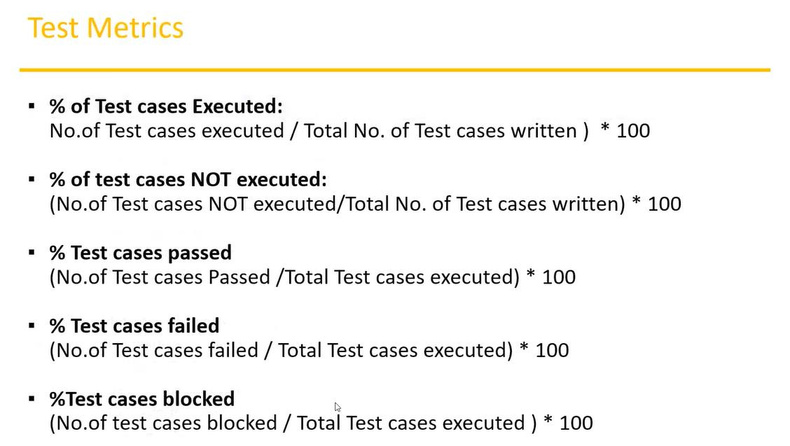 Test Metrics
▪ % of Test cases Executed:
No.of Test cases executed / Total No. of Test cases written ) * 100
▪ % of test cases NOT executed:
(No.of Test cases NOT executed/Total No. of Test cases written) * 100
▪ % Test cases passed
(No.of Test cases Passed /Total Test cases executed) * 100
▪ % Test cases failed
(No.of Test cases failed / Total Test cases executed) * 100
▪ %Test cases blocked
(No.of test cases blocked / Total Test cases executed ) * 100